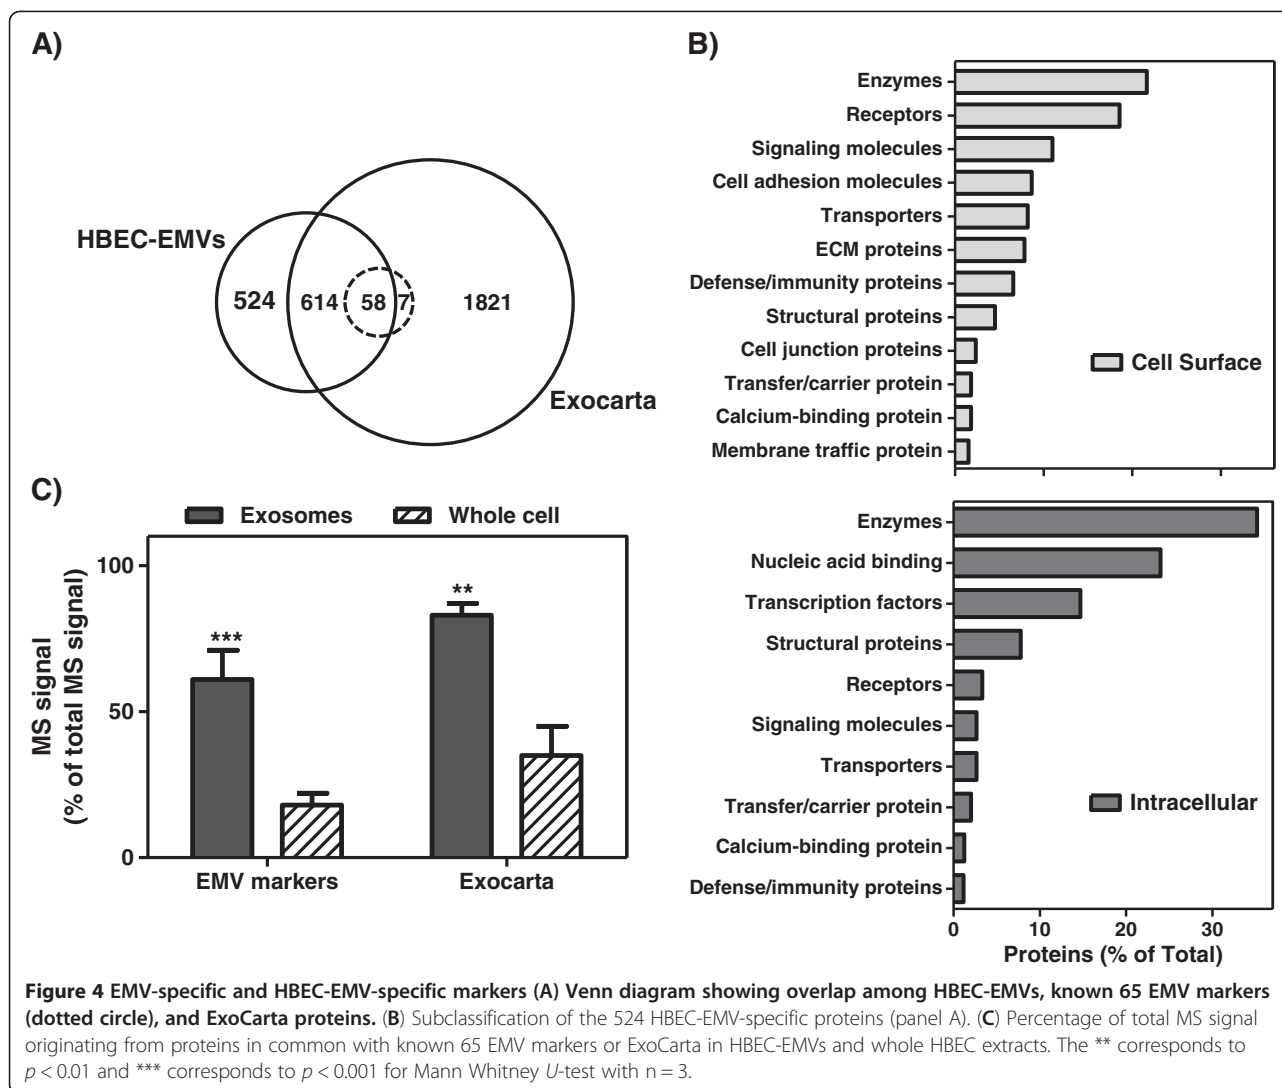 A)
HBEC-EMVs
524
614
58
7
1821
Exocarta
B)
Enzymes
Receptors
Signaling molecules
Cell adhesion molecules
Transporters
ECM proteins
Defense/immunity proteins
Structural proteins
Cell junction proteins
Transfer/carrier protein
Calcium-binding protein
Membrane traffic protein
Cell Surface
Enzymes
Nucleic acid binding
Transcription factors
Structural proteins
Receptors
Signaling molecules
Transporters
Transfer/carrier protein
Calcium-binding protein
Defense/immunity proteins
Intracellular
0 10 20 30
Proteins (% of Total)
C)
Exosomes Whole cell
MS signal
(% of total MS signal)
100
50
0
***
**
EMV markers Exocarta
Figure 4 EMV-specific and HBEC-EMV-specific markers (A) Venn diagram showing overlap among HBEC-EMVs, known 65 EMV markers
(dotted circle), and ExoCarta proteins. (B) Subclassification of the 524 HBEC-EMV-specific proteins (panel A). (C) Percentage of total MS signal
originating from proteins in common with known 65 EMV markers or ExoCarta in HBEC-EMVs and whole HBEC extracts. The ** corresponds to
p < 0.01 and *** corresponds to p < 0.001 for Mann Whitney U-test with n = 3.